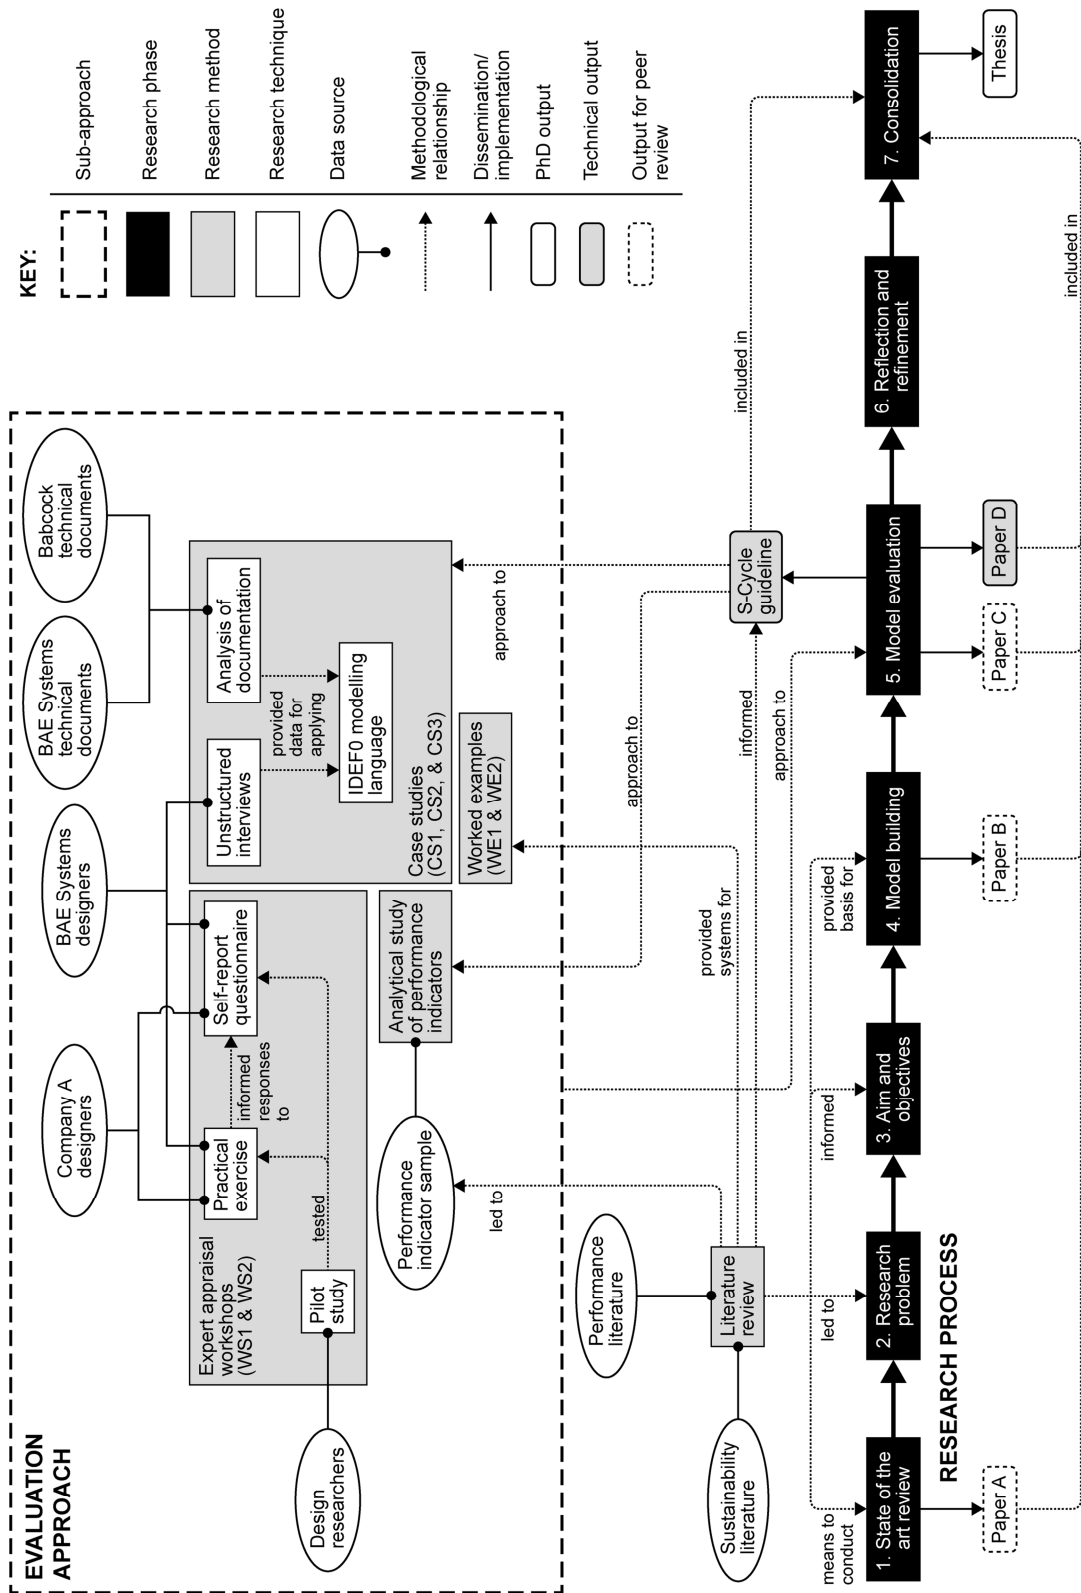 EVALUATION
APPROACH
Company A
designers
BAE Systems
designers
BAE Systems
technical
documents
Babcock
technical
documents
Expert appraisal
workshops
(WS1 & WS2)
Practical
exercise
informed
responses
to
Self-report
questionnaire
Unstructured
interviews
provided
data for
applying
Analysis of
documentation
IDEF0 modelling
language
Case studies
(CS1, CS2, & CS3)
tested
Pilot
study
Design
researchers
Performance
indicator sample
Analytical study
of performance
indicators
Worked examples
(WE1 & WE2)
led to
approach to
approach to
Performance
literature
Sustainability
literature
Literature
review
provided
systems for
informed
approach to
S-Cycle
guideline
included in
means to
conduct
led to
informed
provided
basis for
1. State of the
art review
2. Research
problem
3. Aim and
objectives
4. Model building
5. Model evaluation
6. Reflection and
refinement
7. Consolidation
RESEARCH PROCESS
Paper A
Paper B
Paper C
Paper D
Thesis
included in
KEY:
Sub-approach
Research phase
Research method
Research technique
Data source
Methodological
relationship
Dissemination/
implementation
PhD output
Technical output
Output for peer
review